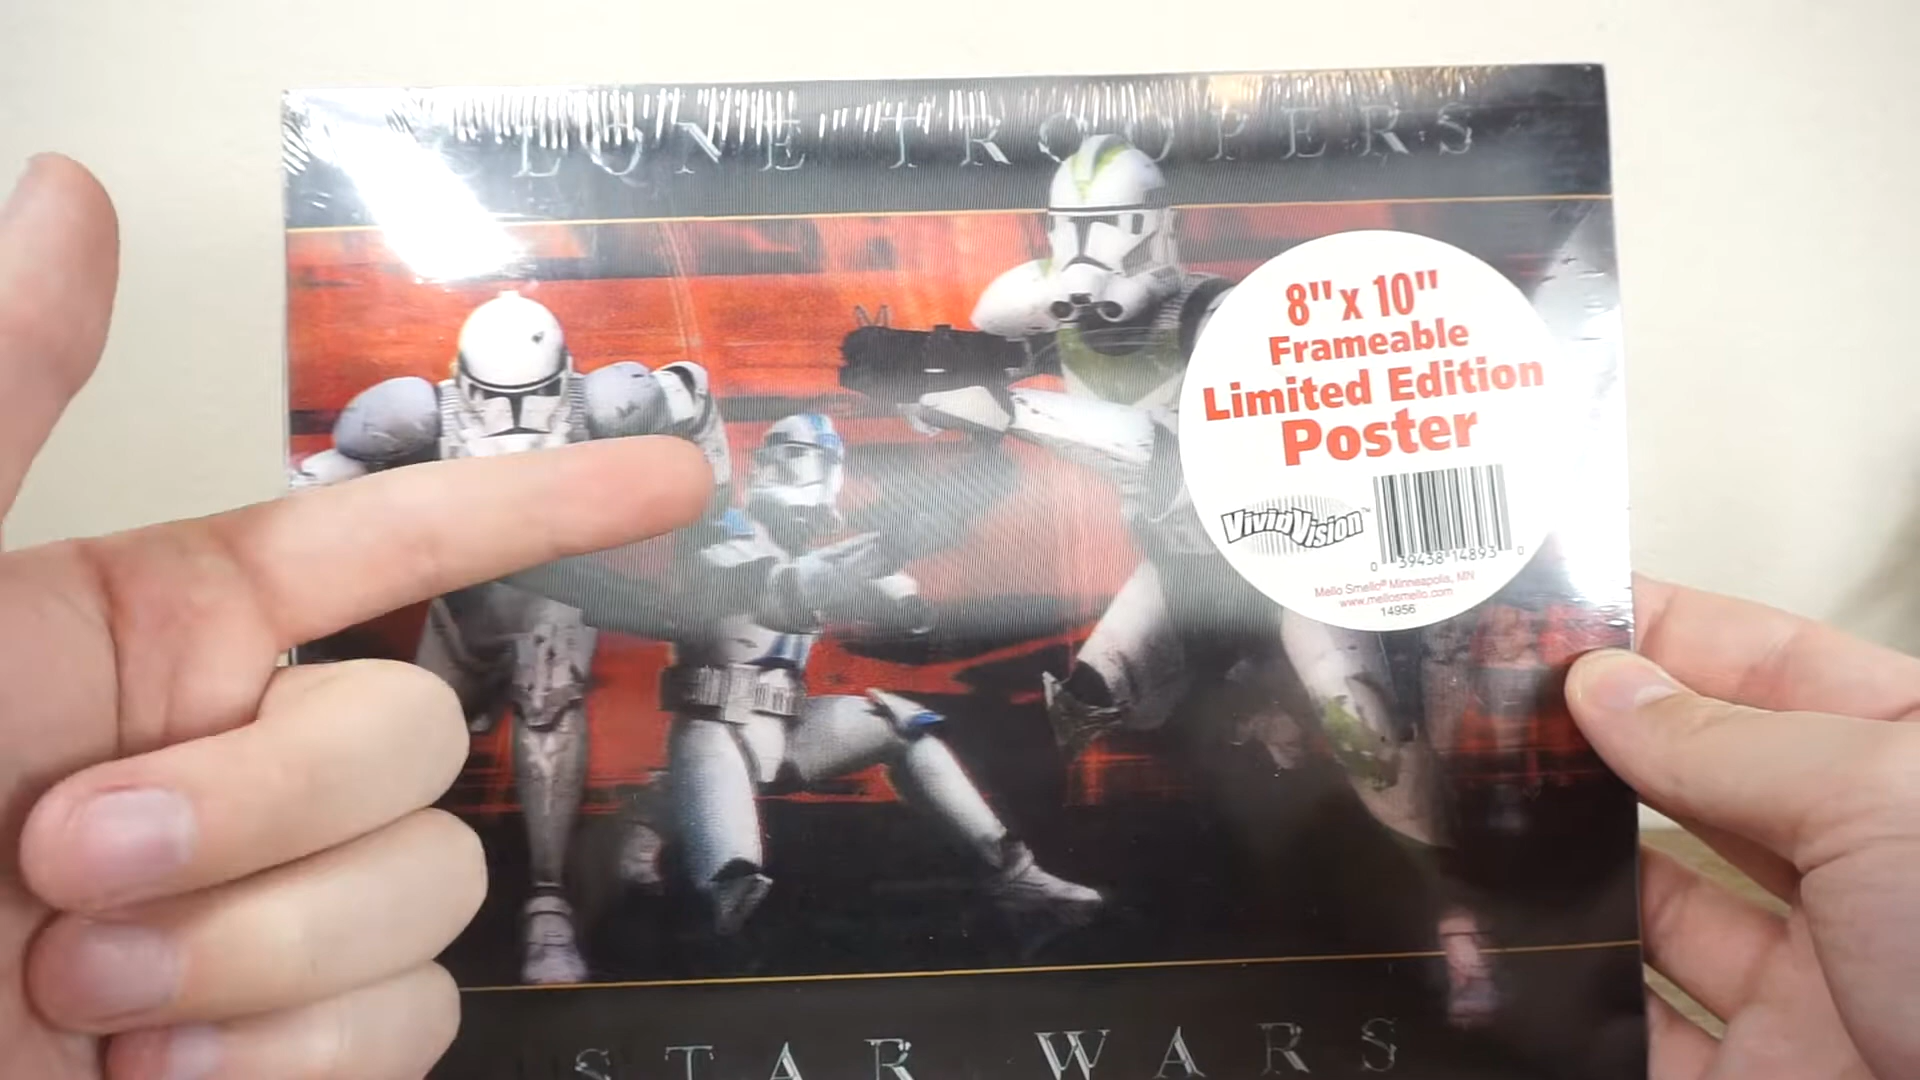 CLONE TROOPERS
8" x 10"
Frameable
Limited Edition
Poster
VividVision™
0 39438 14893 0
Mello Smello® Minneapolis, MN
www.mellosmello.com
14956
STAR WARS